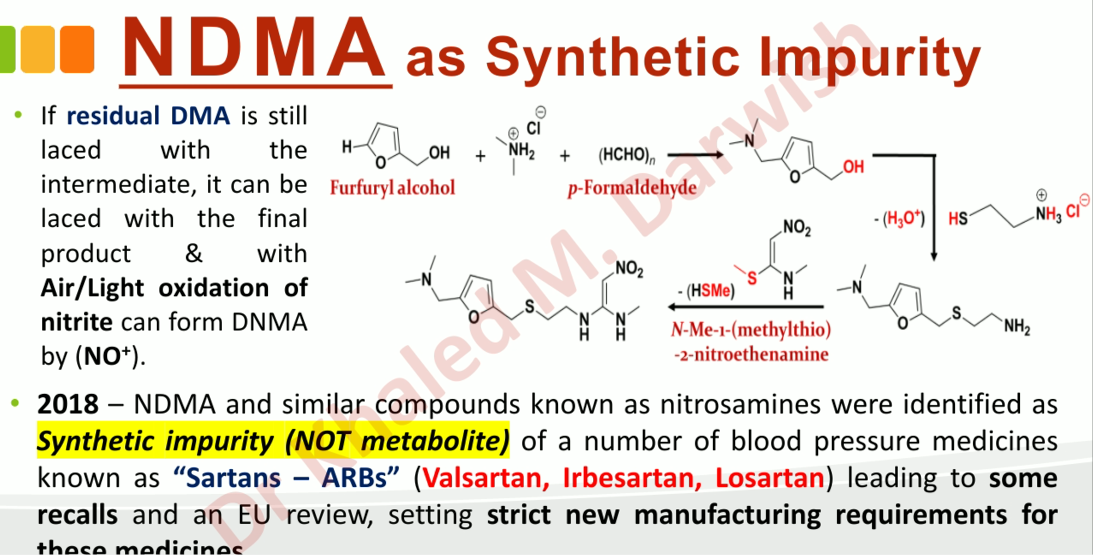 NDMA as Synthetic Impurity
• If residual DMA is still
laced with the
intermediate, it can be
laced with the final
product & with
Air/Light oxidation of
nitrite can form DNMA
by (NO⁺).
H
O
OH
Furfuryl alcohol
+
⊕ Cl ⊖
NH₂
+
(HCHO)ₙ
p-Formaldehyde
N
O
OH
- (H₃O⁺)
HS
⊕
NH₃ Cl ⊖
N
O
S
NH₂
NO₂
S
N
H
- (HSMe)
N-Me-1-(methylthio)
-2-nitroethenamine
N
O
S
N
H
NO₂
N
H
• 2018 – NDMA and similar compounds known as nitrosamines were identified as
Synthetic impurity (NOT metabolite) of a number of blood pressure medicines
known as “Sartans – ARBs” (Valsartan, Irbesartan, Losartan) leading to some
recalls and an EU review, setting strict new manufacturing requirements for
these medicines
Dr Khaled M. Darwish